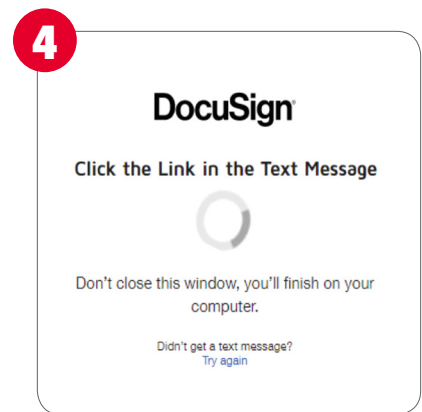 4
DocuSign
Click the Link in the Text Message
Don't close this window, you'll finish on your
computer.
Didn't get a text message?
Try again